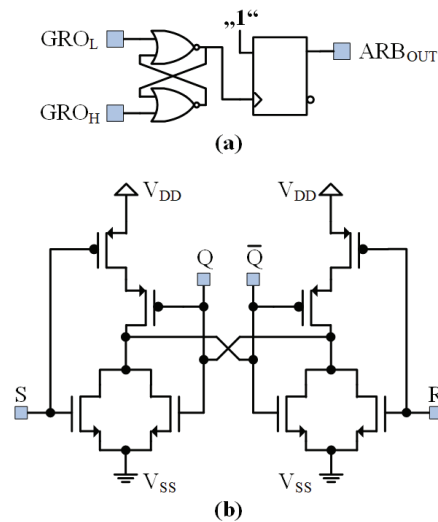 „1“
GRO_L
ARB_OUT
GRO_H
(a)
V_DD V_DD
Q Q̅
S R
V_SS V_SS
(b)